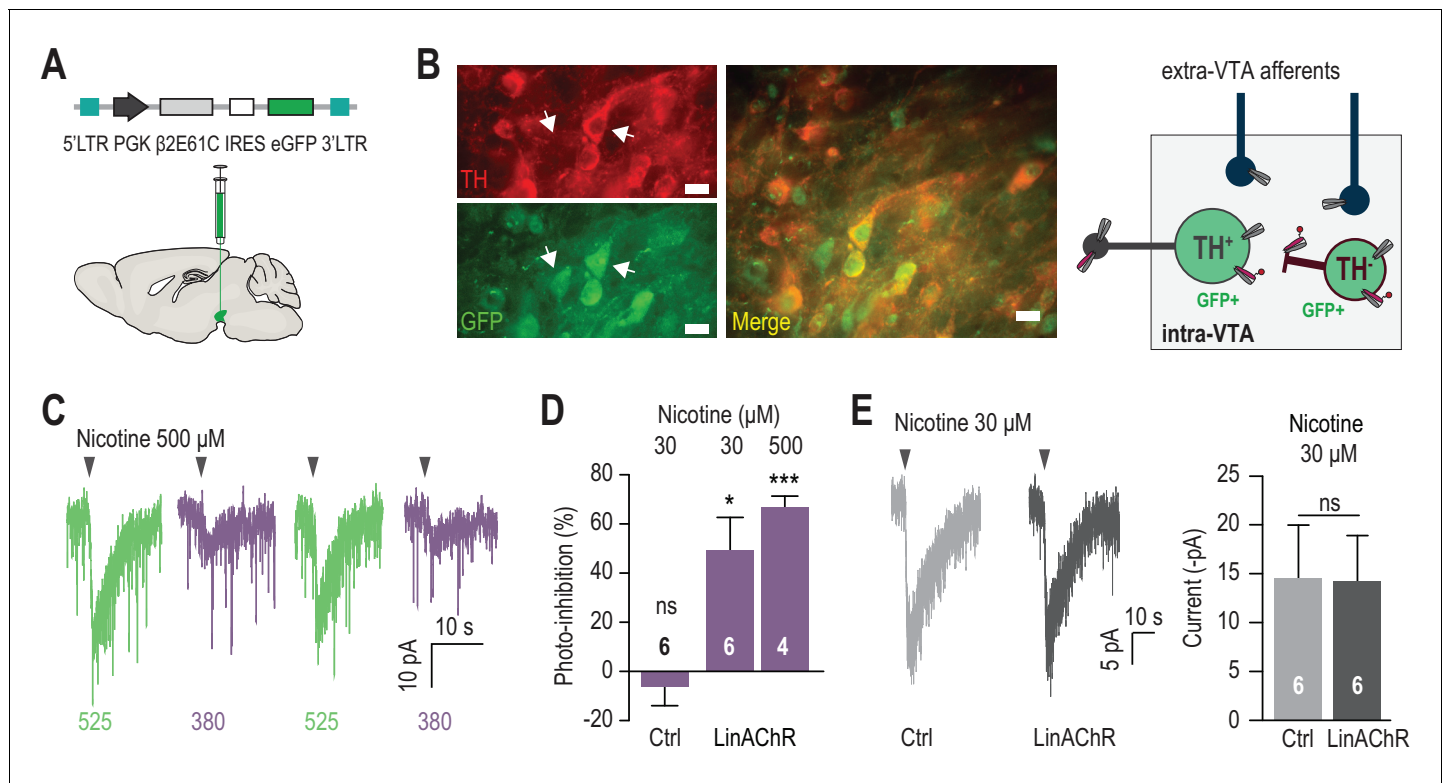 A
5'LTR PGK β2E61C IRES eGFP 3'LTR
B
TH
GFP
Merge
extra-VTA afferents
TH+
GFP+
TH-
GFP+
intra-VTA
C
Nicotine 500 µM
525
380
525
380
10 pA
10 s
D
Nicotine (µM)
30 30 500
Photo-inhibition (%)
80
60
40
20
0
-20
ns
*
***
6
6
4
Ctrl
LinAChR
E
Nicotine 30 µM
Ctrl
LinAChR
5 pA
10 s
Nicotine
30 µM
ns
Current (-pA)
25
20
15
10
5
0
6
6
Ctrl LinAChR